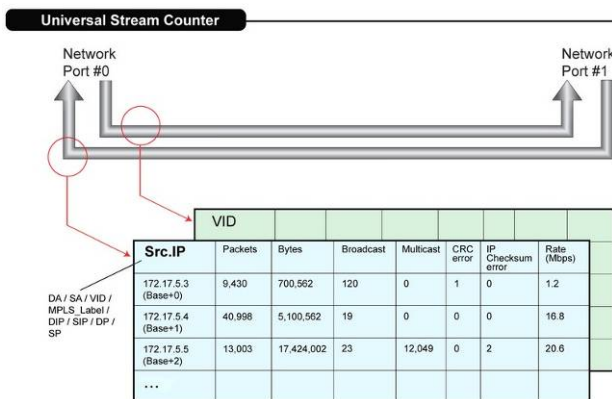 Universal Stream Counter
Network
Port #0
Network
Port #1
VID
Src.IP Packets Bytes Broadcast Multicast CRC error IP Checksum error Rate (Mbps)
172.17.5.3 (Base+0) 9,430 700,562 120 0 1 0 1.2
172.17.5.4 (Base+1) 40,998 5,100,562 19 0 0 0 16.8
172.17.5.5 (Base+2) 13,003 17,424,002 23 12,049 0 2 20.6
...
DA / SA / VID /
MPLS_Label /
DIP / SIP / DP /
SP